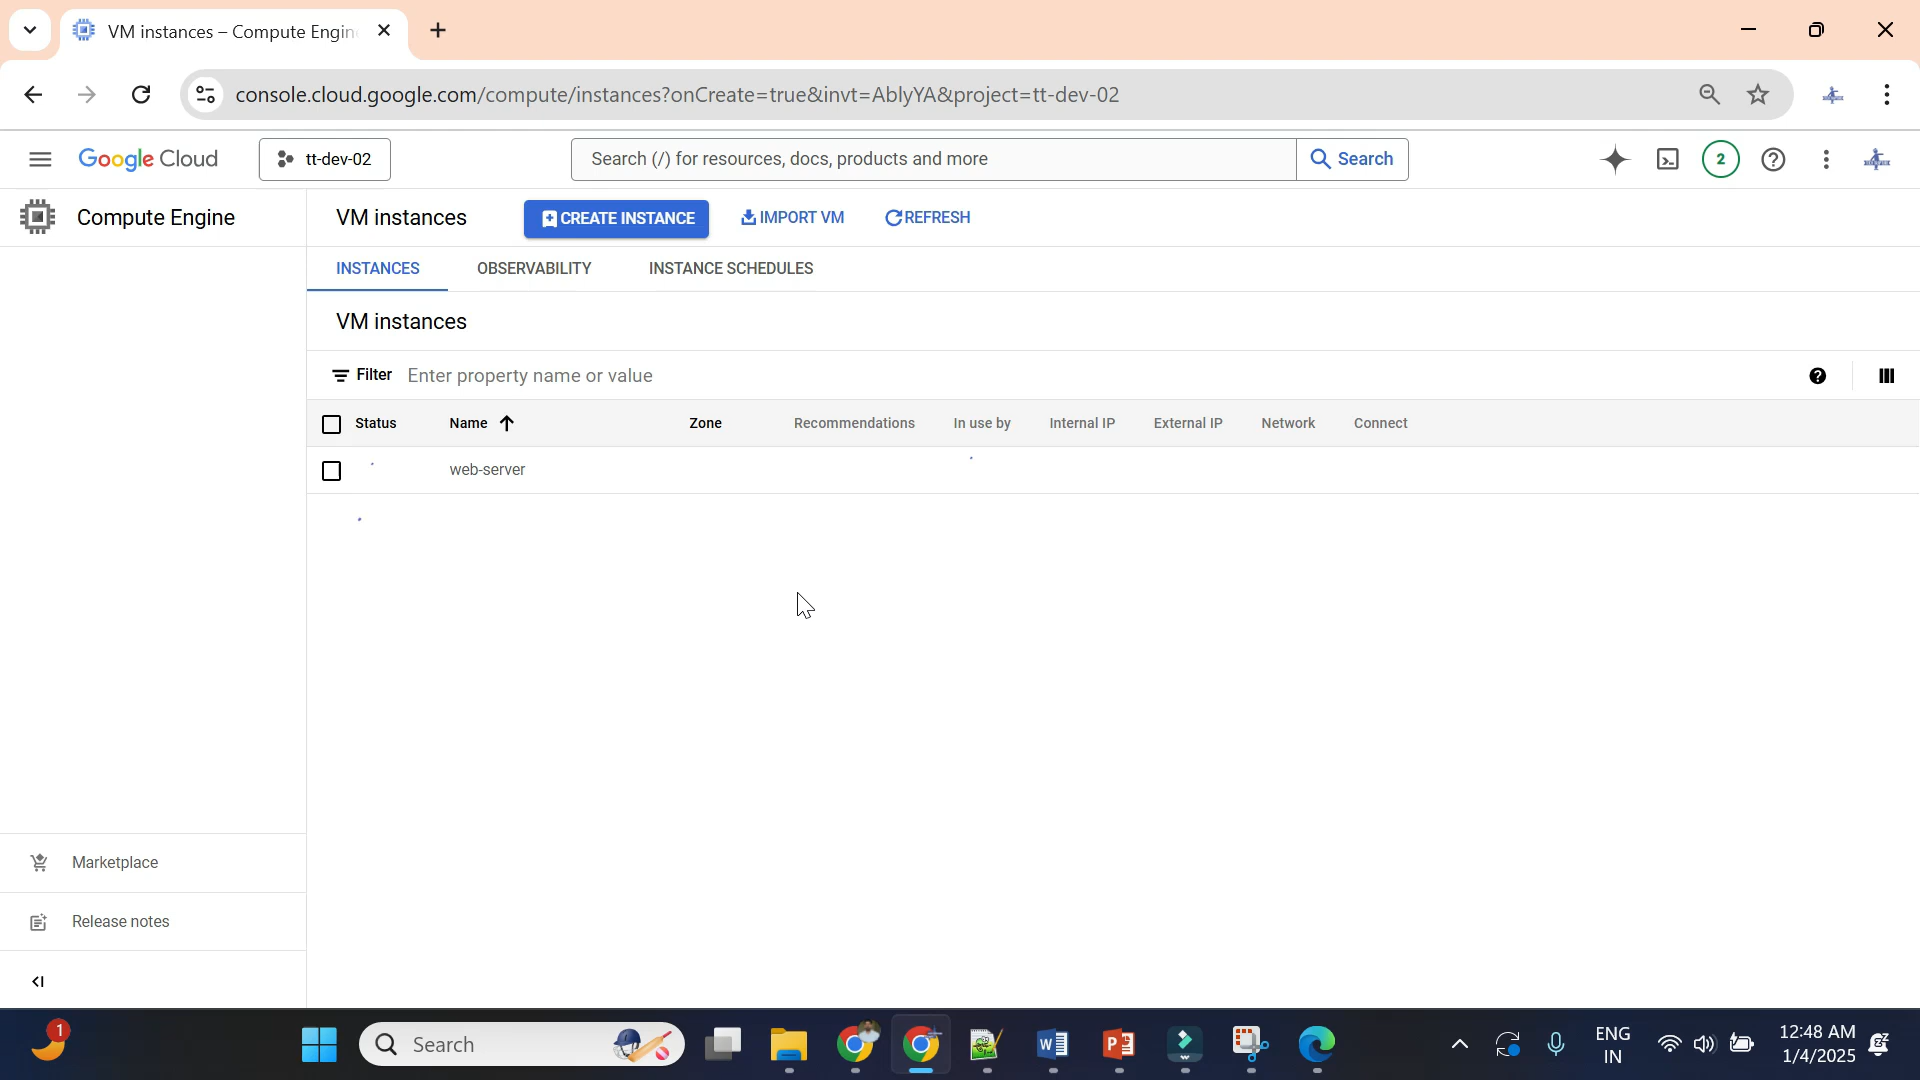 VM instances – Compute Engin
console.cloud.google.com/compute/instances?onCreate=true&invt=AblyYA&project=tt-dev-02
Google Cloud
tt-dev-02
Search (/) for resources, docs, products and more
Search
2
Compute Engine
VM instances
CREATE INSTANCE
IMPORT VM
REFRESH
INSTANCES
OBSERVABILITY
INSTANCE SCHEDULES
VM instances
Filter
Enter property name or value
Status
Name
Zone
Recommendations
In use by
Internal IP
External IP
Network
Connect
web-server
Marketplace
Release notes
1
Search
ENG
IN
12:48 AM
1/4/2025